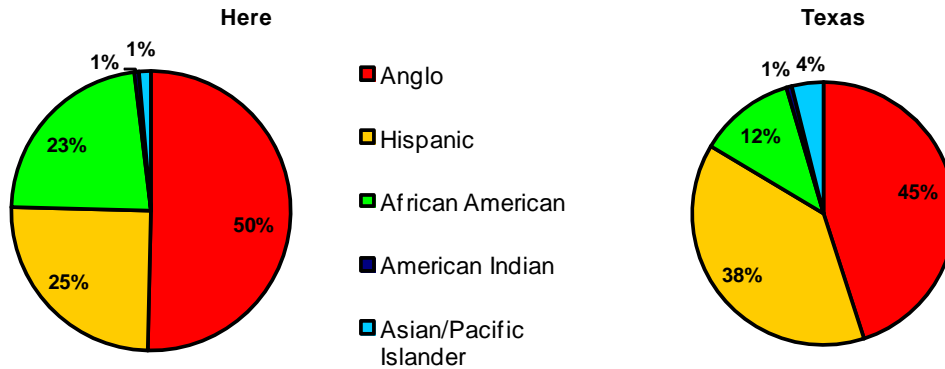 Here
1%
1%
23%
50%
25%
Anglo
Hispanic
African American
American Indian
Asian/Pacific
Islander
Texas
1%
4%
12%
45%
38%